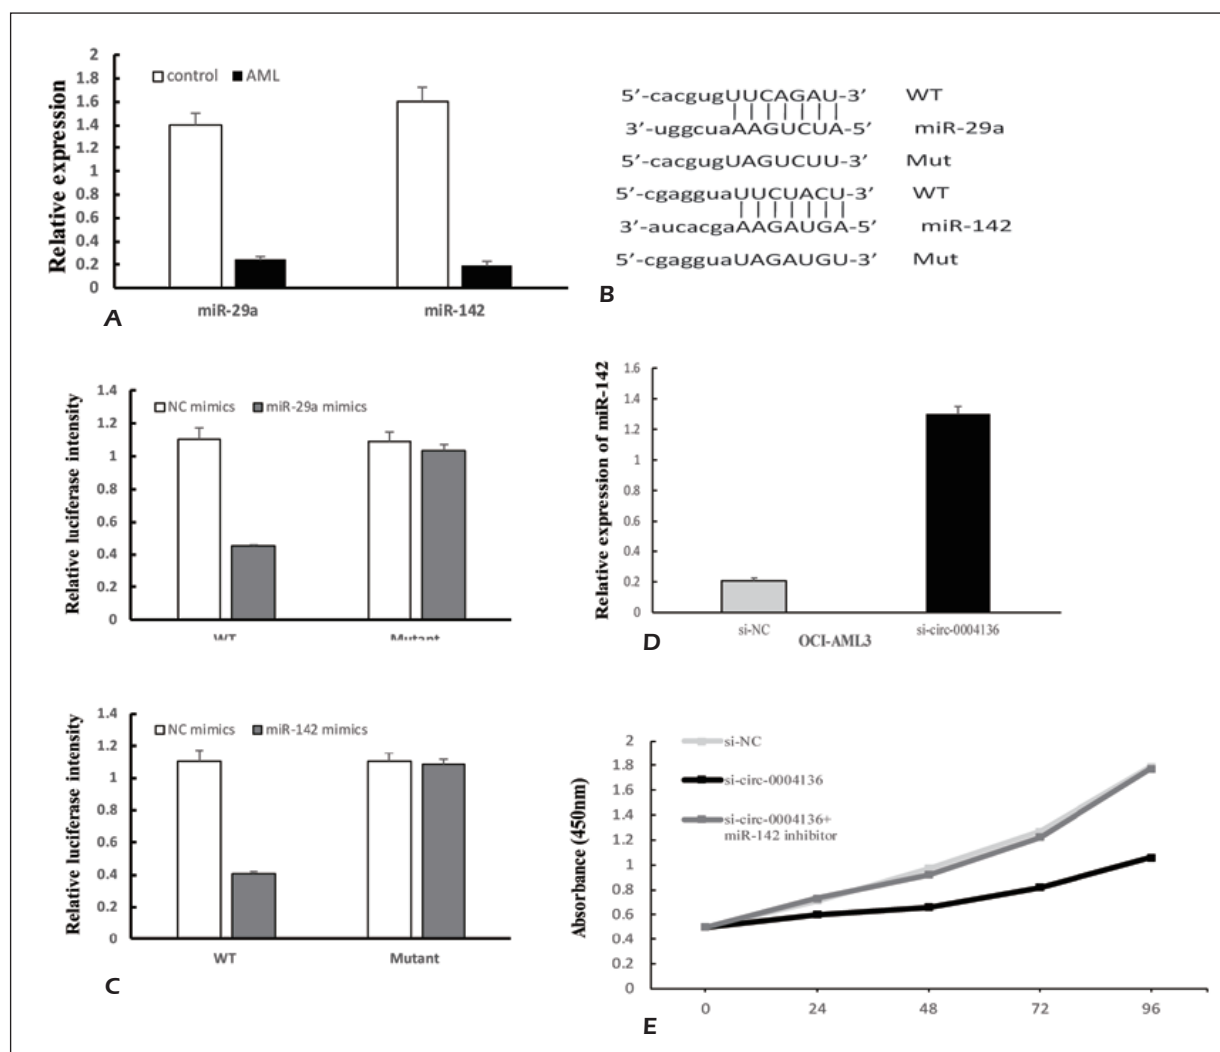 2
1.8
1.6
1.4
1.2
1
0.8
0.6
0.4
0.2
0
Relative expression
control AML
miR-29a miR-142
A
5′-cacgugUUCAGAU-3′ WT
3′-uggcuaAAGUCUA-5′ miR-29a
5′-cacgugUAGUCUU-3′ Mut
5′-cgagguaUUCUACU-3′ WT
3′-aucacgaAAGAUGA-5′ miR-142
5′-cgagguaUAGAUGU-3′ Mut
B
1.4
1.2
1
0.8
0.6
0.4
0.2
0
Relative luciferase intensity
NC mimics miR-29a mimics
WT Mutant
1.4
1.2
1
0.8
0.6
0.4
0.2
0
Relative luciferase intensity
NC mimics miR-142 mimics
WT Mutant
C
1.6
1.4
1.2
1
0.8
0.6
0.4
0.2
0
Relative expression of miR-142
si-NC si-circ-0004136
OCI-AML3
D
2
1.8
1.6
1.4
1.2
1
0.8
0.6
0.4
0.2
0
Absorbance (450nm)
si-NC
si-circ-0004136
si-circ-0004136+
miR-142 inhibitor
0 24 48 72 96
E